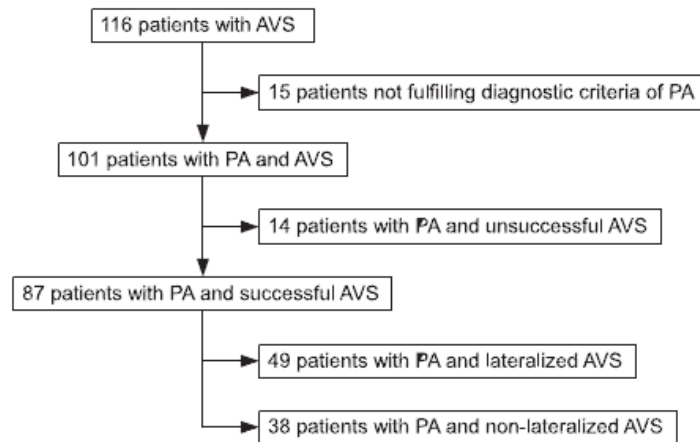 116 patients with AVS
15 patients not fulfilling diagnostic criteria of PA
101 patients with PA and AVS
14 patients with PA and unsuccessful AVS
87 patients with PA and successful AVS
49 patients with PA and lateralized AVS
38 patients with PA and non-lateralized AVS